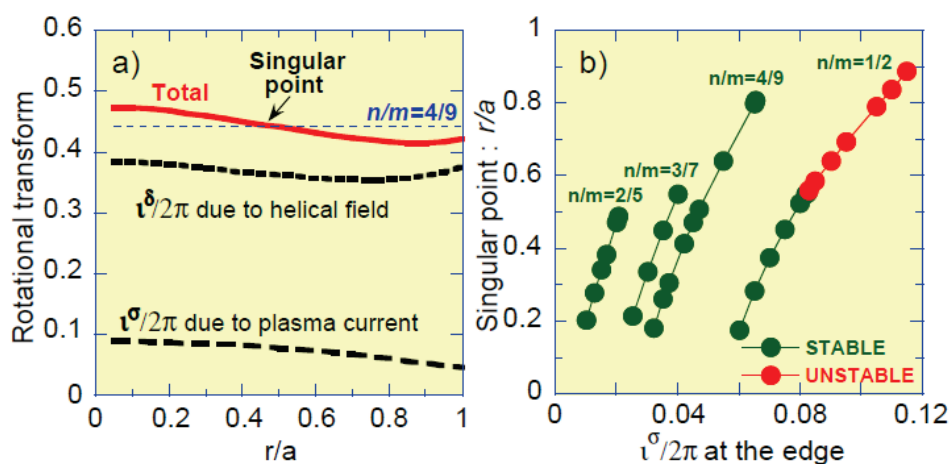 a)
Singular
point
Total
n/m=4/9
ιδ/2π due to helical field
ισ/2π due to plasma current
Rotational transform
0.6
0.5
0.4
0.3
0.2
0.1
0
0
0.2
0.4
0.6
0.8
1
r/a
b)
n/m=1/2
n/m=4/9
n/m=3/7
n/m=2/5
STABLE
UNSTABLE
Singular point : r/a
1
0.8
0.6
0.4
0.2
0
0
0.04
0.08
0.12
ισ/2π at the edge